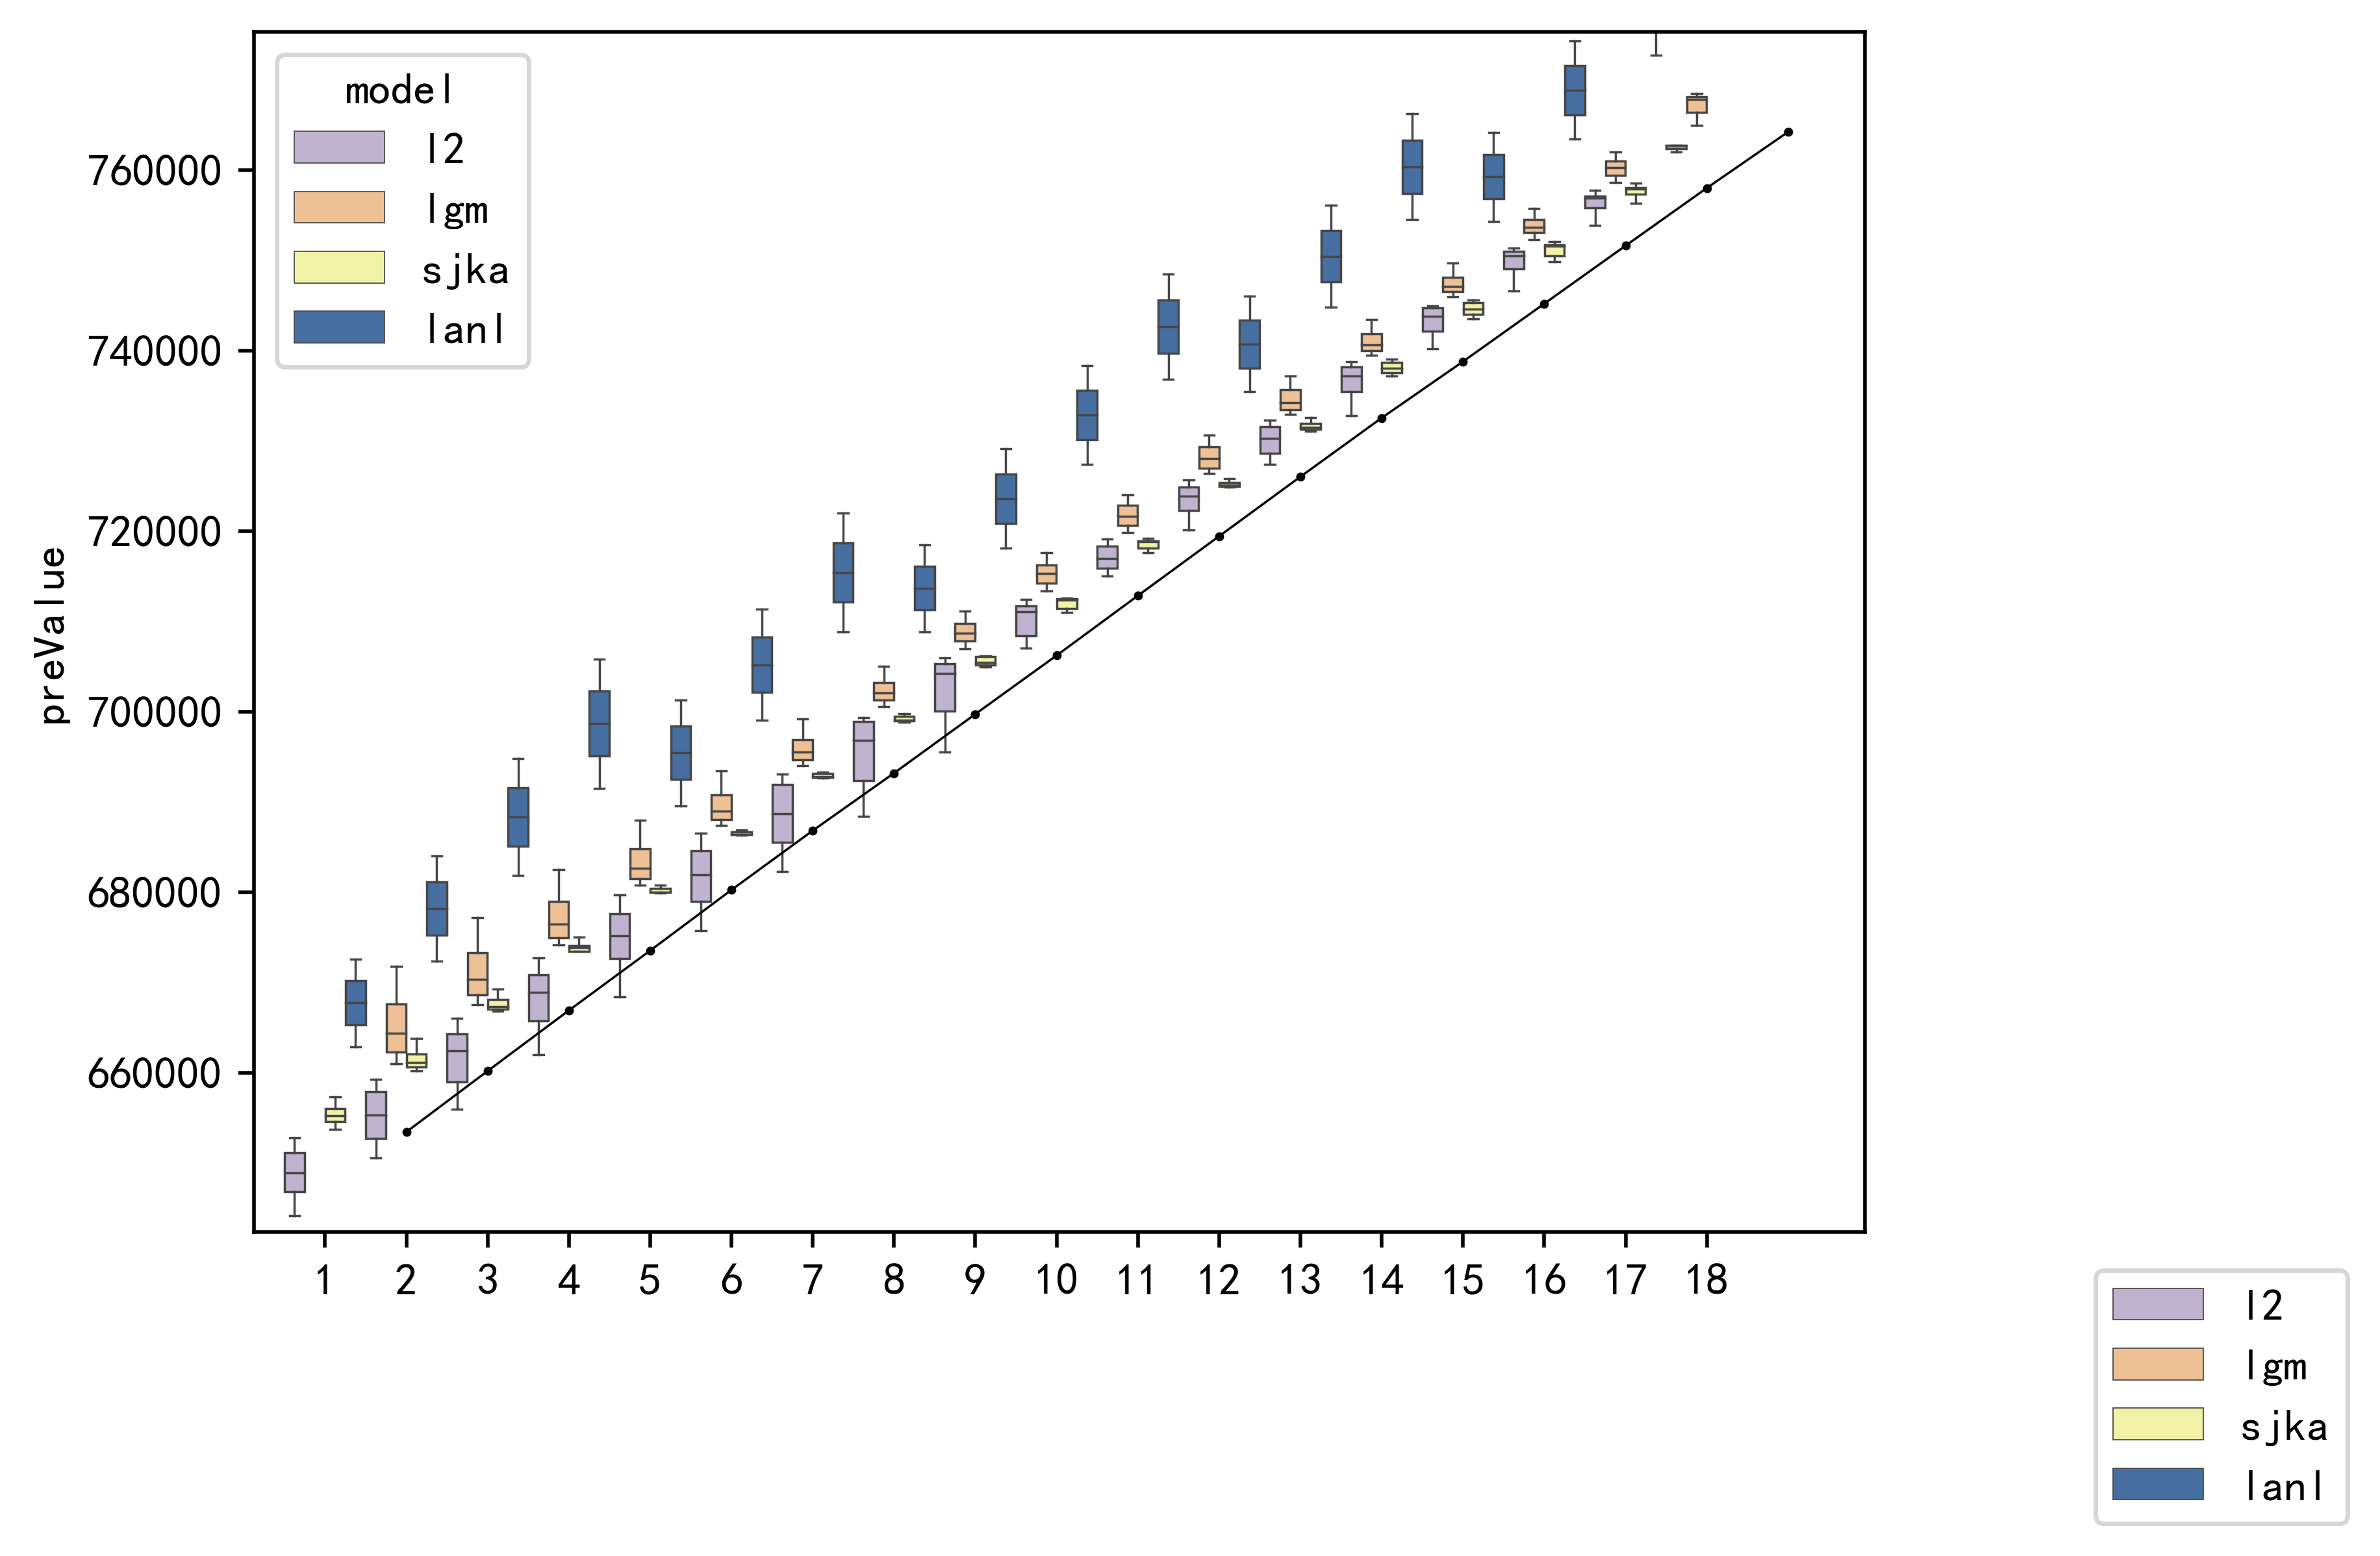 model
l2
lgm
sjka
lanl
760000
740000
720000
700000
680000
660000
preValue
1 2 3 4 5 6 7 8 9 10 11 12 13 14 15 16 17 18
l2
lgm
sjka
lanl